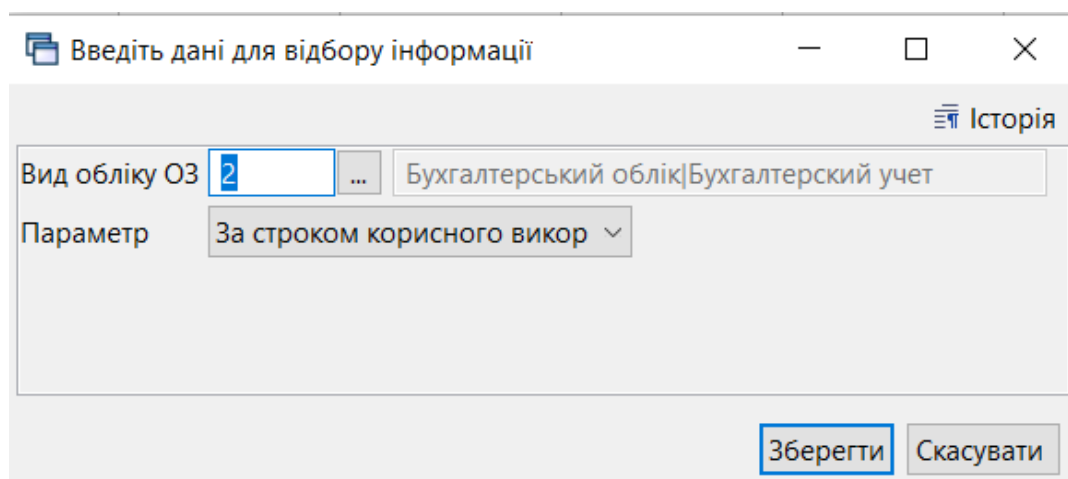 Введіть дані для відбору інформації
Історія
Вид обліку ОЗ 2 ... Бухгалтерський облік|Бухгалтерский учет
Параметр За строком корисного викор
Зберегти Скасувати